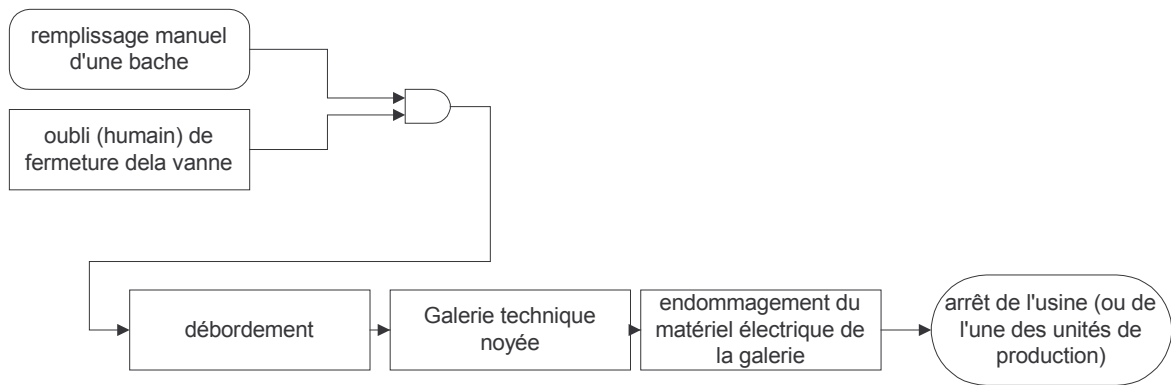 remplissage manuel
d'une bache
oubli (humain) de
fermeture dela vanne
débordement
Galerie technique
noyée
endommagement du
matériel électrique de
la galerie
arrêt de l'usine (ou de
l'une des unités de
production)